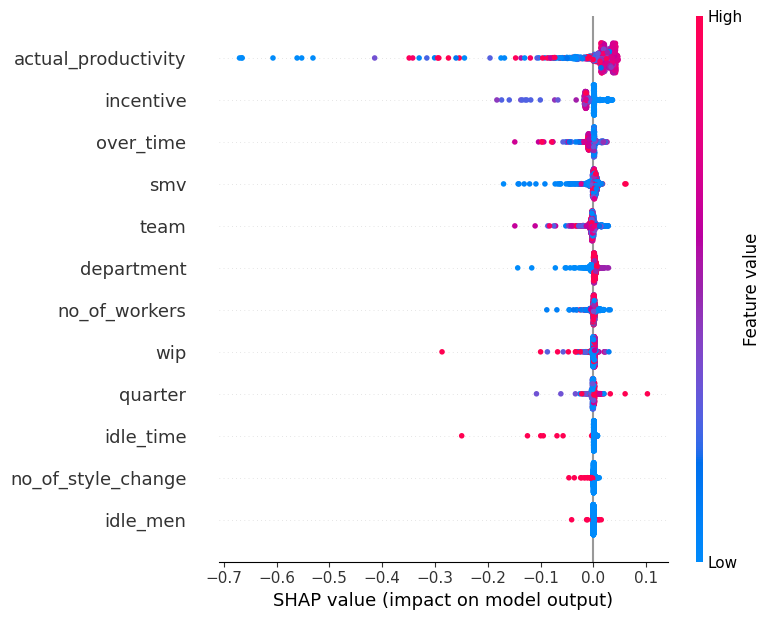 High
actual_productivity
incentive
over_time
smv
team
department
no_of_workers
wip
quarter
idle_time
no_of_style_change
idle_men
Feature value
Low
−0.7 −0.6 −0.5 −0.4 −0.3 −0.2 −0.1 0.0 0.1
SHAP value (impact on model output)